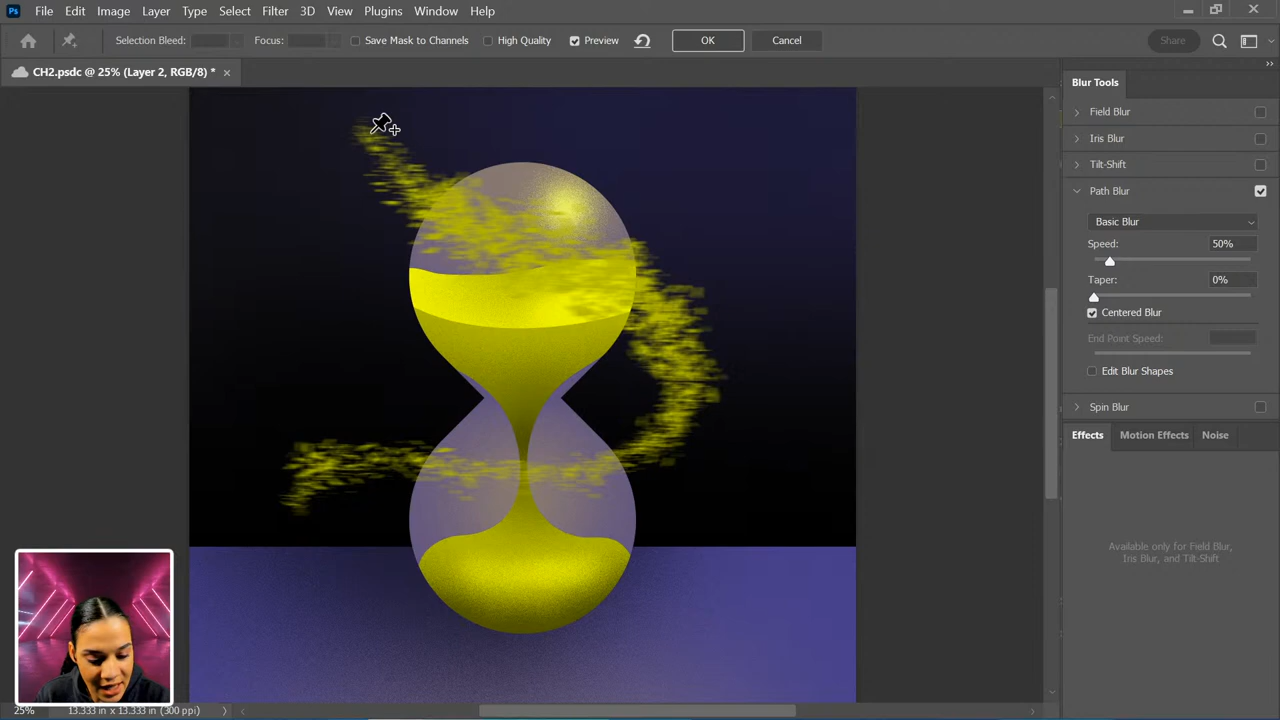 Ps File Edit Image Layer Type Select Filter 3D View Plugins Window Help
Selection Bleed: Focus: Save Mask to Channels High Quality Preview OK Cancel Share
CH2.psdc @ 25% (Layer 2, RGB/8) *
Blur Tools
Field Blur
Iris Blur
Tilt-Shift
Path Blur
Basic Blur
Speed: 50%
Taper: 0%
Centered Blur
End Point Speed:
Edit Blur Shapes
Spin Blur
Effects Motion Effects Noise
Available only for Field Blur,
Iris Blur, and Tilt-Shift
25% 13.333 in x 13.333 in (300 ppi)